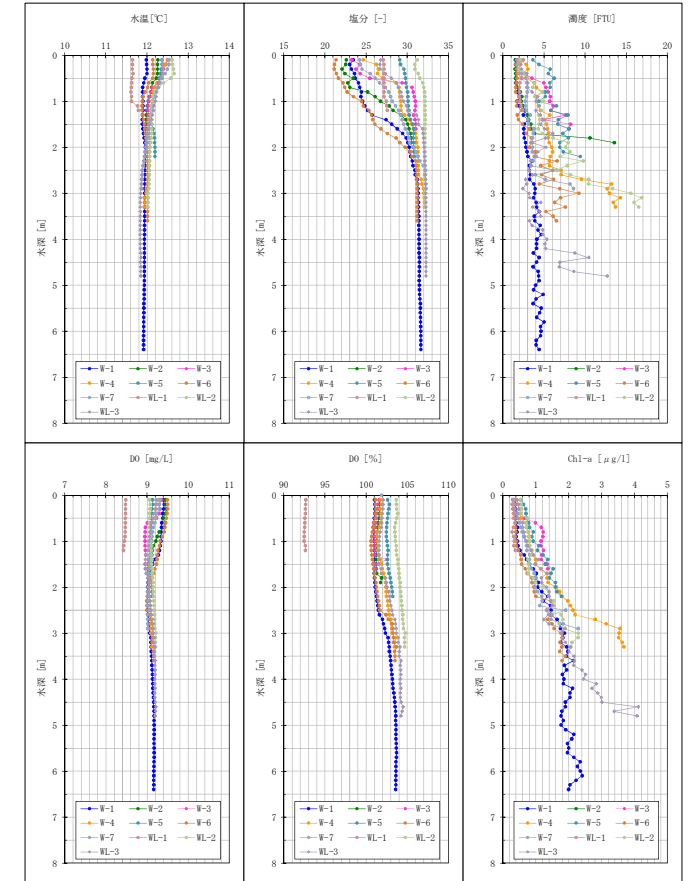 水温[℃]
10 11 12 13 14
0
1
2
3
4
5
6
7
8
水深 [m]
W-1 W-2 W-3
W-4 W-5 W-6
W-7 WL-1 WL-2
WL-3
塩分 [-]
15 20 25 30 35
0
1
2
3
4
5
6
7
8
水深 [m]
W-1 W-2 W-3
W-4 W-5 W-6
W-7 WL-1 WL-2
WL-3
濁度 [FTU]
0 5 10 15 20
0
1
2
3
4
5
6
7
8
水深 [m]
W-1 W-2 W-3
W-4 W-5 W-6
W-7 WL-1 WL-2
WL-3
DO [mg/L]
7 8 9 10 11
0
1
2
3
4
5
6
7
8
水深 [m]
W-1 W-2 W-3
W-4 W-5 W-6
W-7 WL-1 WL-2
WL-3
DO [%]
90 95 100 105 110
0
1
2
3
4
5
6
7
8
水深 [m]
W-1 W-2 W-3
W-4 W-5 W-6
W-7 WL-1 WL-2
WL-3
Chl-a [μg/l]
0 1 2 3 4 5
0
1
2
3
4
5
6
7
8
水深 [m]
W-1 W-2 W-3
W-4 W-5 W-6
W-7 WL-1 WL-2
WL-3